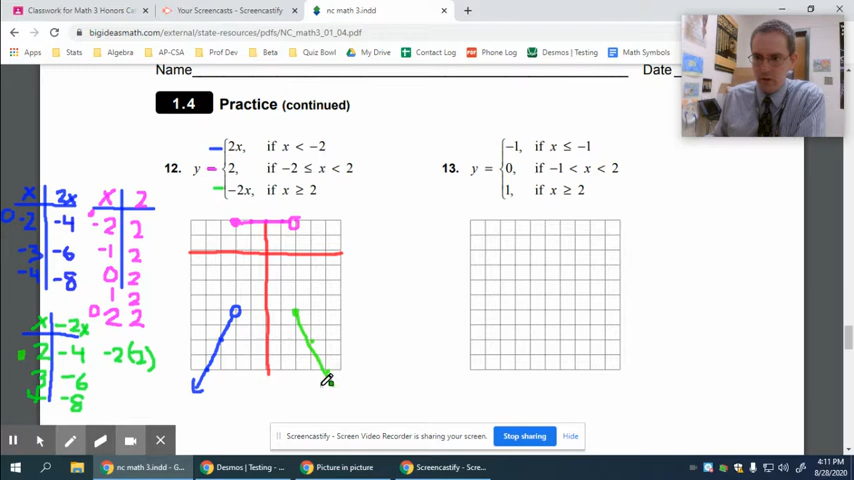 Classwork for Math 3 Honors Cat
Your Screencasts - Screencastify
nc math 3.indd
bigideasmath.com/external/state-resources/pdfs/NC_math3_01_04.pdf
Apps
Stats
Algebra
AP-CSA
Prof Dev
Beta
Quiz Bowl
My Drive
Contact Log
Phone Log
Desmos | Testing
Math Symbols
Name
Date
1.4 Practice (continued)
12. y
2x, if x < −2
2, if −2 ≤ x < 2
−2x, if x ≥ 2
13. y =
−1, if x ≤ −1
0, if −1 < x < 2
1, if x ≥ 2
x 2x
-2 -4
-3 -6
-4 -8
x 2
-2 2
-1 2
0 2
1 2
2 2
x -2x
2 -4 -2(2)
3 -6
4 -8
Screencastify - Screen Video Recorder is sharing your screen.
Stop sharing
Hide
nc math 3.indd - G...
Desmos | Testing - ...
Picture in picture
Screencastify - Scre...
4:11 PM
8/28/2020